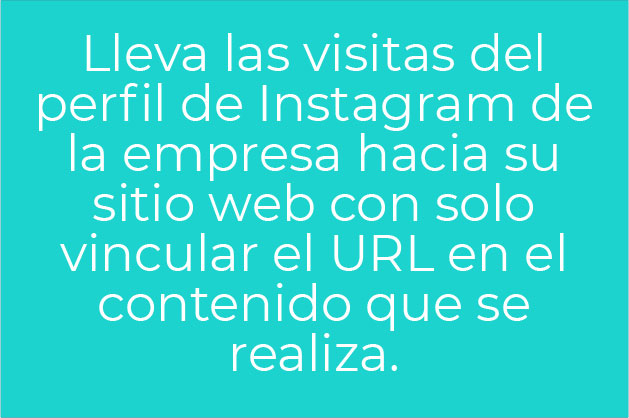 Lleva las visitas del
perfil de Instagram de
la empresa hacia su
sitio web con solo
vincular el URL en el
contenido que se
realiza.